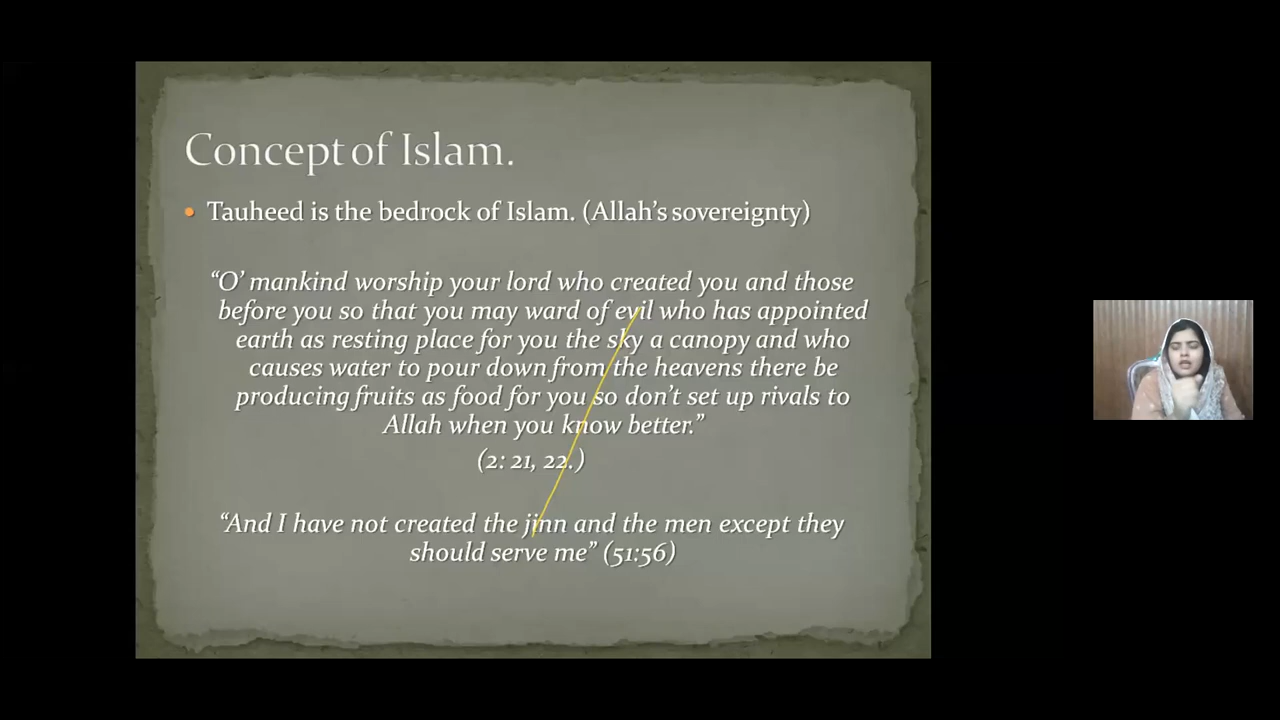 Concept of Islam.
• Tauheed is the bedrock of Islam. (Allah’s sovereignty)
“O’ mankind worship your lord who created you and those
before you so that you may ward of evil who has appointed
earth as resting place for you the sky a canopy and who
causes water to pour down from the heavens there be
producing fruits as food for you so don’t set up rivals to
Allah when you know better.”
(2: 21, 22.)
“And I have not created the jinn and the men except they
should serve me” (51:56)